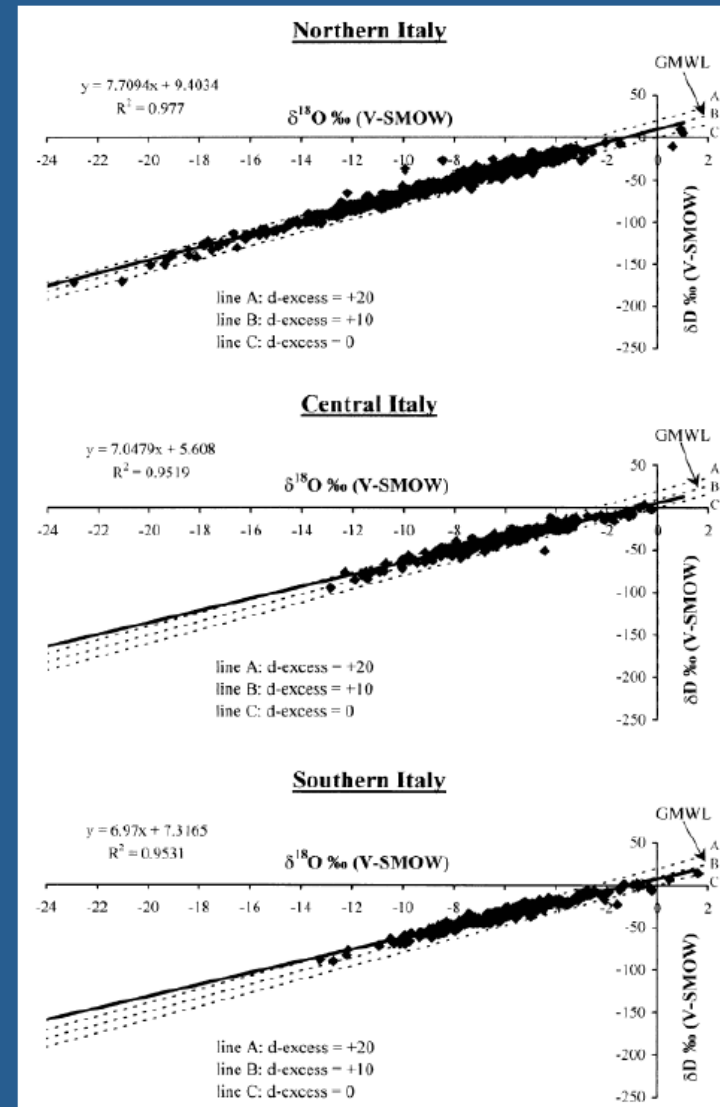 Northern Italy
y = 7.7094x + 9.4034
R² = 0.977
δ¹⁸O ‰ (V-SMOW)
GMWL
A
B
C
50
0
-50
-100
-150
-200
-250
-24 -22 -20 -18 -16 -14 -12 -10 -8 -6 -4 -2 0 2
δD ‰ (V-SMOW)
line A: d-excess = +20
line B: d-excess = +10
line C: d-excess = 0
Central Italy
y = 7.0479x + 5.608
R² = 0.9519
δ¹⁸O ‰ (V-SMOW)
GMWL
A
B
C
50
0
-50
-100
-150
-200
-250
-24 -22 -20 -18 -16 -14 -12 -10 -8 -6 -4 -2 0 2
δD ‰ (V-SMOW)
line A: d-excess = +20
line B: d-excess = +10
line C: d-excess = 0
Southern Italy
y = 6.97x + 7.3165
R² = 0.9531
δ¹⁸O ‰ (V-SMOW)
GMWL
A
B
C
50
0
-50
-100
-150
-200
-250
-24 -22 -20 -18 -16 -14 -12 -10 -8 -6 -4 -2 0 2
δD ‰ (V-SMOW)
line A: d-excess = +20
line B: d-excess = +10
line C: d-excess = 0